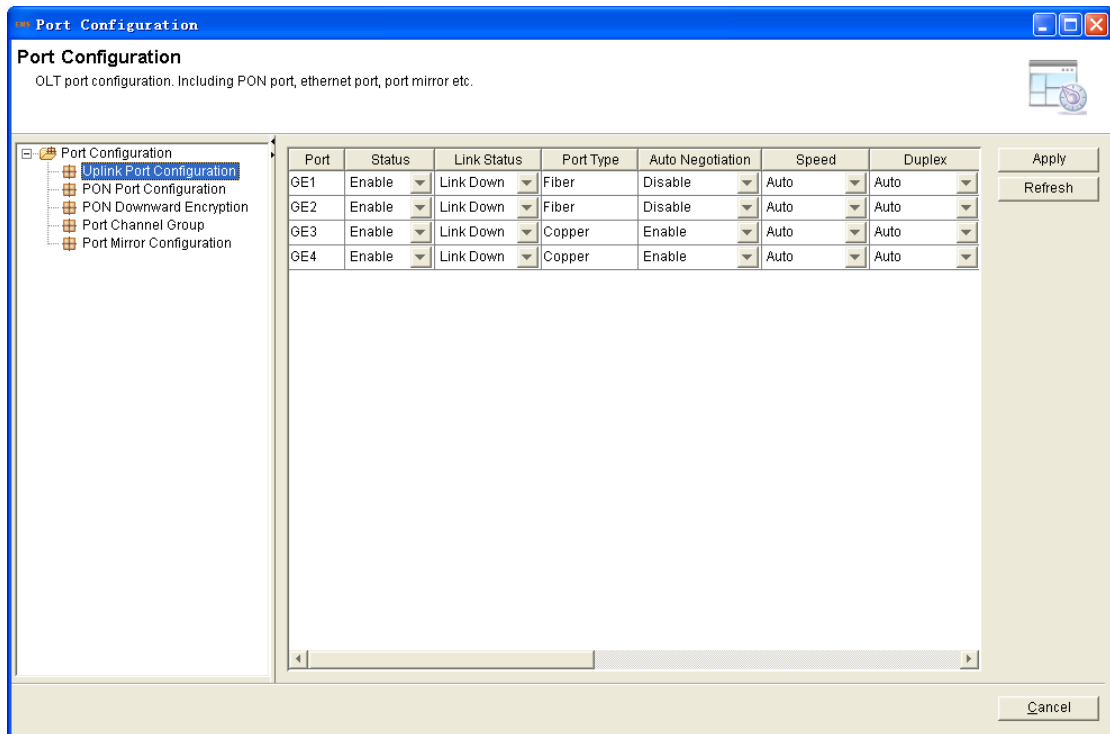 EMS Port Configuration
Port Configuration
OLT port configuration. Including PON port, ethernet port, port mirror etc.
Port Configuration
Uplink Port Configuration
PON Port Configuration
PON Downward Encryption
Port Channel Group
Port Mirror Configuration
Port Status Link Status Port Type Auto Negotiation Speed Duplex
GE1 Enable Link Down Fiber Disable Auto Auto
GE2 Enable Link Down Fiber Disable Auto Auto
GE3 Enable Link Down Copper Enable Auto Auto
GE4 Enable Link Down Copper Enable Auto Auto
Apply
Refresh
Cancel